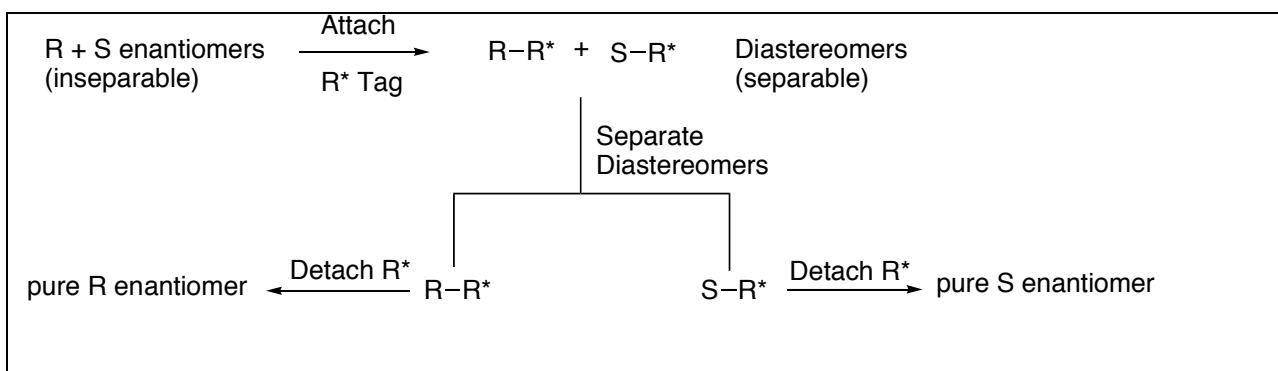 R + S enantiomers
(inseparable)
Attach
R* Tag
R–R* + S–R*
Diastereomers
(separable)
Separate
Diastereomers
pure R enantiomer
Detach R*
R–R*
S–R*
Detach R*
pure S enantiomer